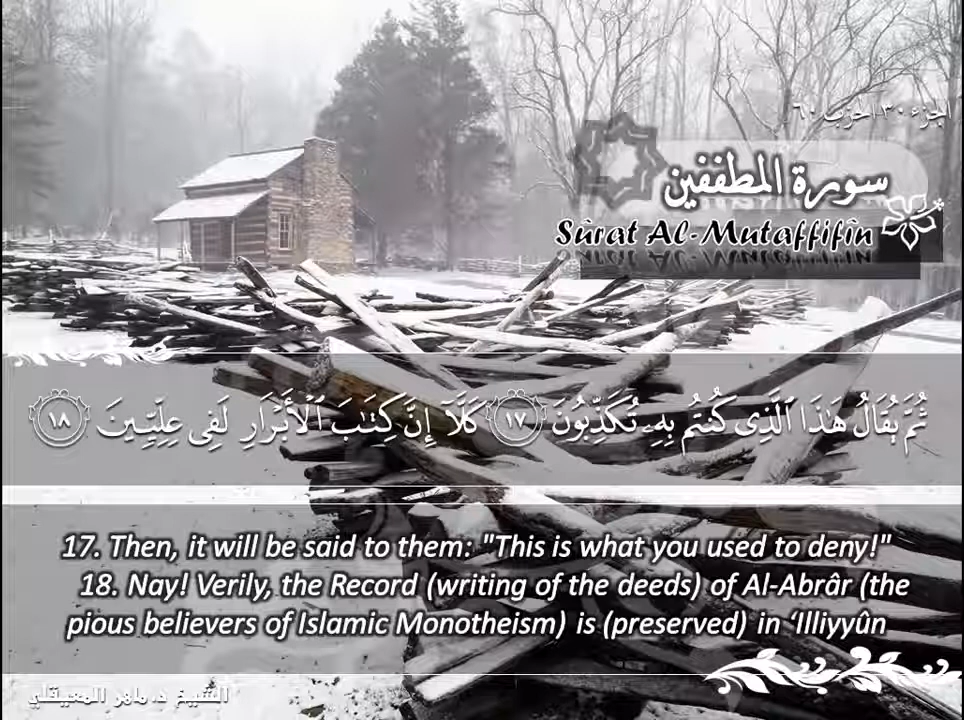 الجزء ٣٠ الحزب ٦٠
سورة المطففين
Sûrat Al-Mutaffifîn
ثُمَّ يُقَالُ هَٰذَا ٱلَّذِى كُنتُم بِهِۦ تُكَذِّبُونَ ١٧ كَلَّآ إِنَّ كِتَـٰبَ ٱلْأَبْرَارِ لَفِى عِلِّيِّينَ ١٨
17. Then, it will be said to them: "This is what you used to deny!"
18. Nay! Verily, the Record (writing of the deeds) of Al-Abrâr (the
pious believers of Islamic Monotheism) is (preserved) in ‘Illiyyûn
الشيخ د. ماهر المعيقلي